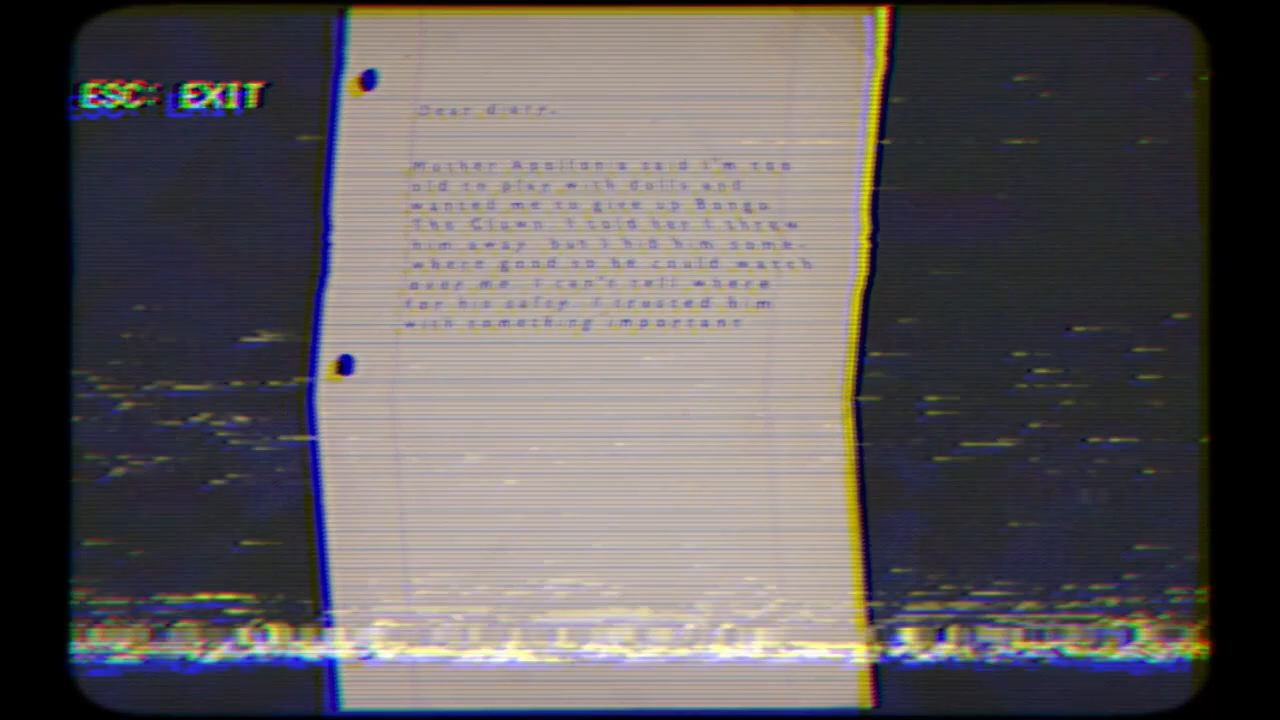 ESC: EXIT
Dear diary.
Mother Apollonia said I'm too
old to play with dolls and
wanted me to give up Bongo
The Clown. I told her I threw
him away, but I hid him some-
where good so he could watch
over me. I can't tell where
for his safty. I trusted him
with something important